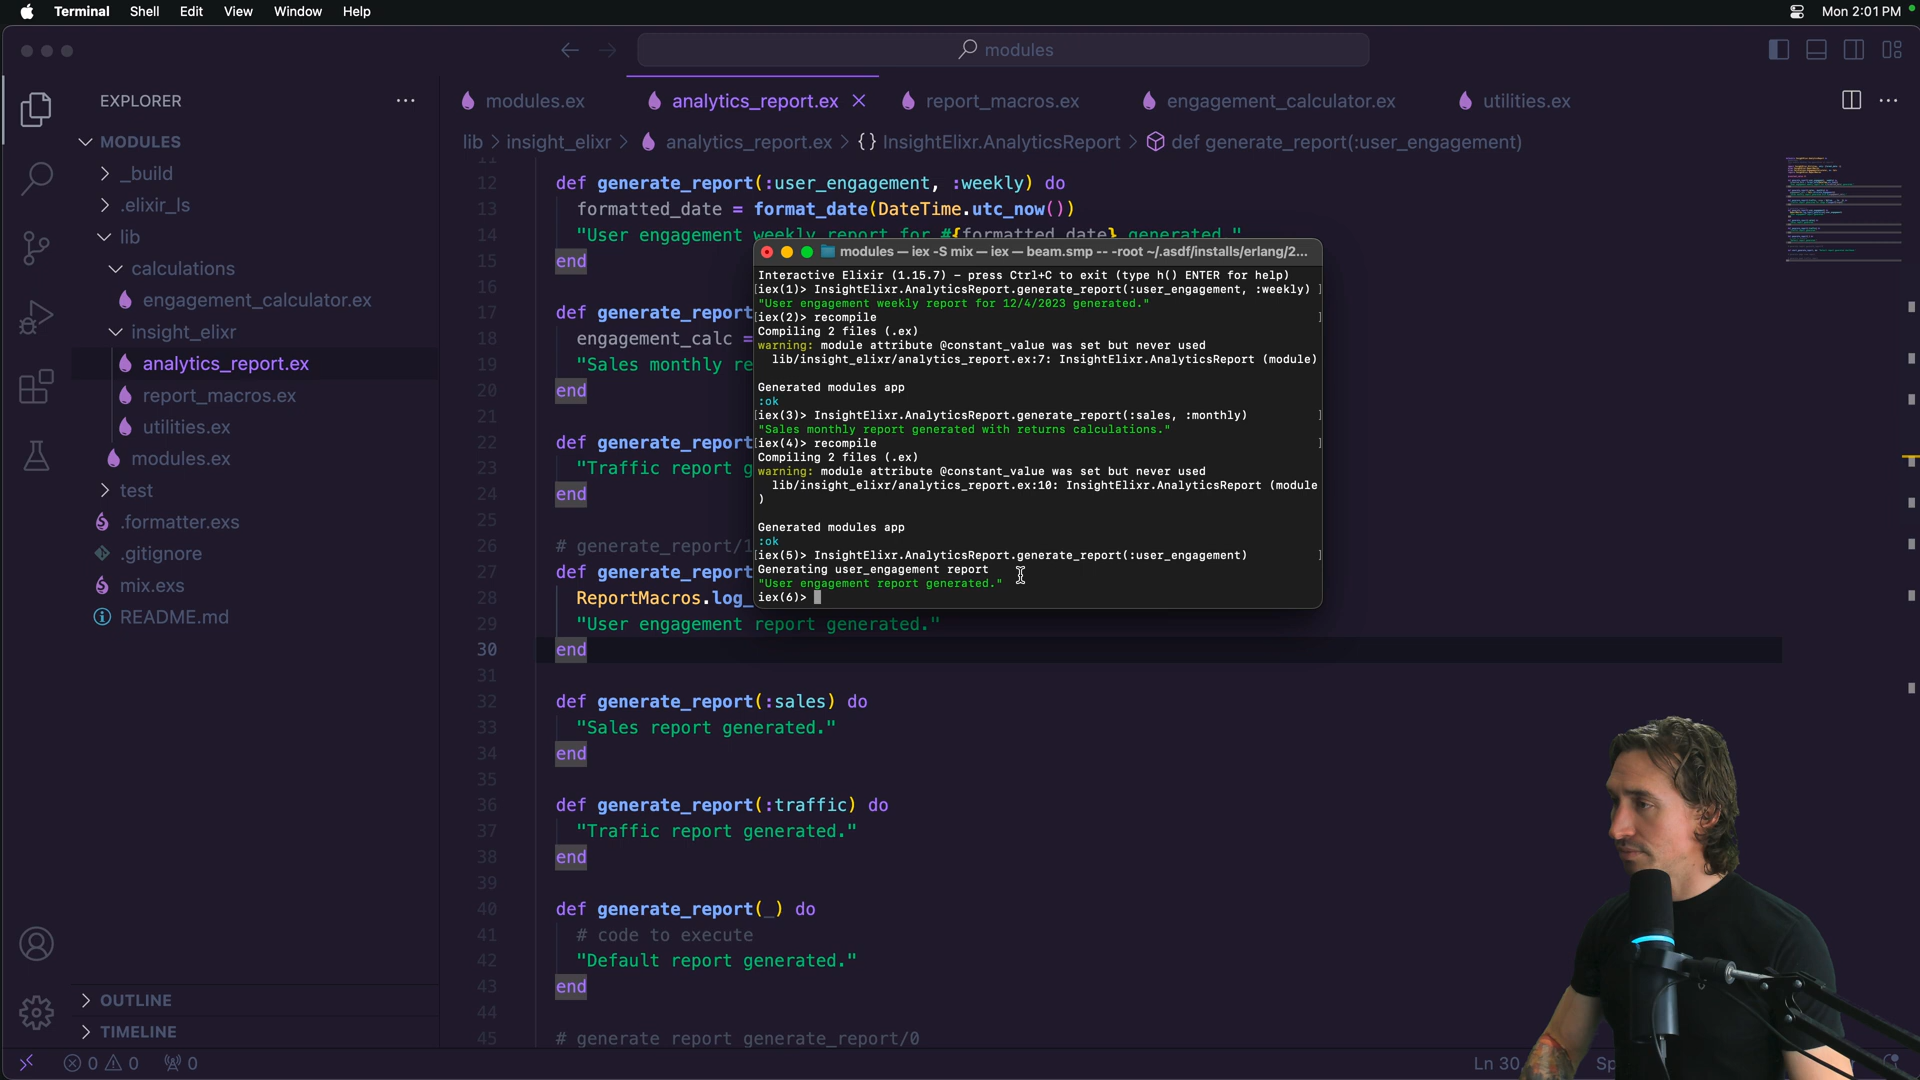 Terminal Shell Edit View Window Help
Mon 2:01 PM
modules
EXPLORER
modules.ex
analytics_report.ex
report_macros.ex
engagement_calculator.ex
utilities.ex
lib > insight_elixr > analytics_report.ex > {} InsightElixr.AnalyticsReport > def generate_report(:user_engagement)
MODULES
_build
.elixir_ls
lib
calculations
engagement_calculator.ex
insight_elixr
analytics_report.ex
report_macros.ex
utilities.ex
modules.ex
test
.formatter.exs
.gitignore
mix.exs
README.md
OUTLINE
TIMELINE
11
12 def generate_report(:user_engagement, :weekly) do
13 formatted_date = format_date(DateTime.utc_now())
14 "User engagement weekly report for #{formatted_date} generated."
15 end
16
17 def generate_report
18 engagement_calc =
19 "Sales monthly re
20 end
21
22 def generate_report
23 "Traffic report g
24 end
25
26 # generate_report/1
27 def generate_report
28 ReportMacros.log_
29 "User engagement report generated."
30 end
31
32 def generate_report(:sales) do
33 "Sales report generated."
34 end
35
36 def generate_report(:traffic) do
37 "Traffic report generated."
38 end
39
40 def generate_report(_) do
41 # code to execute
42 "Default report generated."
43 end
44
45 # generate report generate_report/0
modules — iex -S mix — iex — beam.smp -- -root ~/.asdf/installs/erlang/2...
Interactive Elixir (1.15.7) - press Ctrl+C to exit (type h() ENTER for help)
[iex(1)> InsightElixr.AnalyticsReport.generate_report(:user_engagement, :weekly) ]
"User engagement weekly report for 12/4/2023 generated."
[iex(2)> recompile ]
Compiling 2 files (.ex)
warning: module attribute @constant_value was set but never used
lib/insight_elixr/analytics_report.ex:7: InsightElixr.AnalyticsReport (module)
Generated modules app
:ok
[iex(3)> InsightElixr.AnalyticsReport.generate_report(:sales, :monthly) ]
"Sales monthly report generated with returns calculations."
[iex(4)> recompile ]
Compiling 2 files (.ex)
warning: module attribute @constant_value was set but never used
lib/insight_elixr/analytics_report.ex:10: InsightElixr.AnalyticsReport (module
)
Generated modules app
:ok
[iex(5)> InsightElixr.AnalyticsReport.generate_report(:user_engagement) ]
Generating user_engagement report
"User engagement report generated."
iex(6)>
0 0 0
Ln 30, Sp